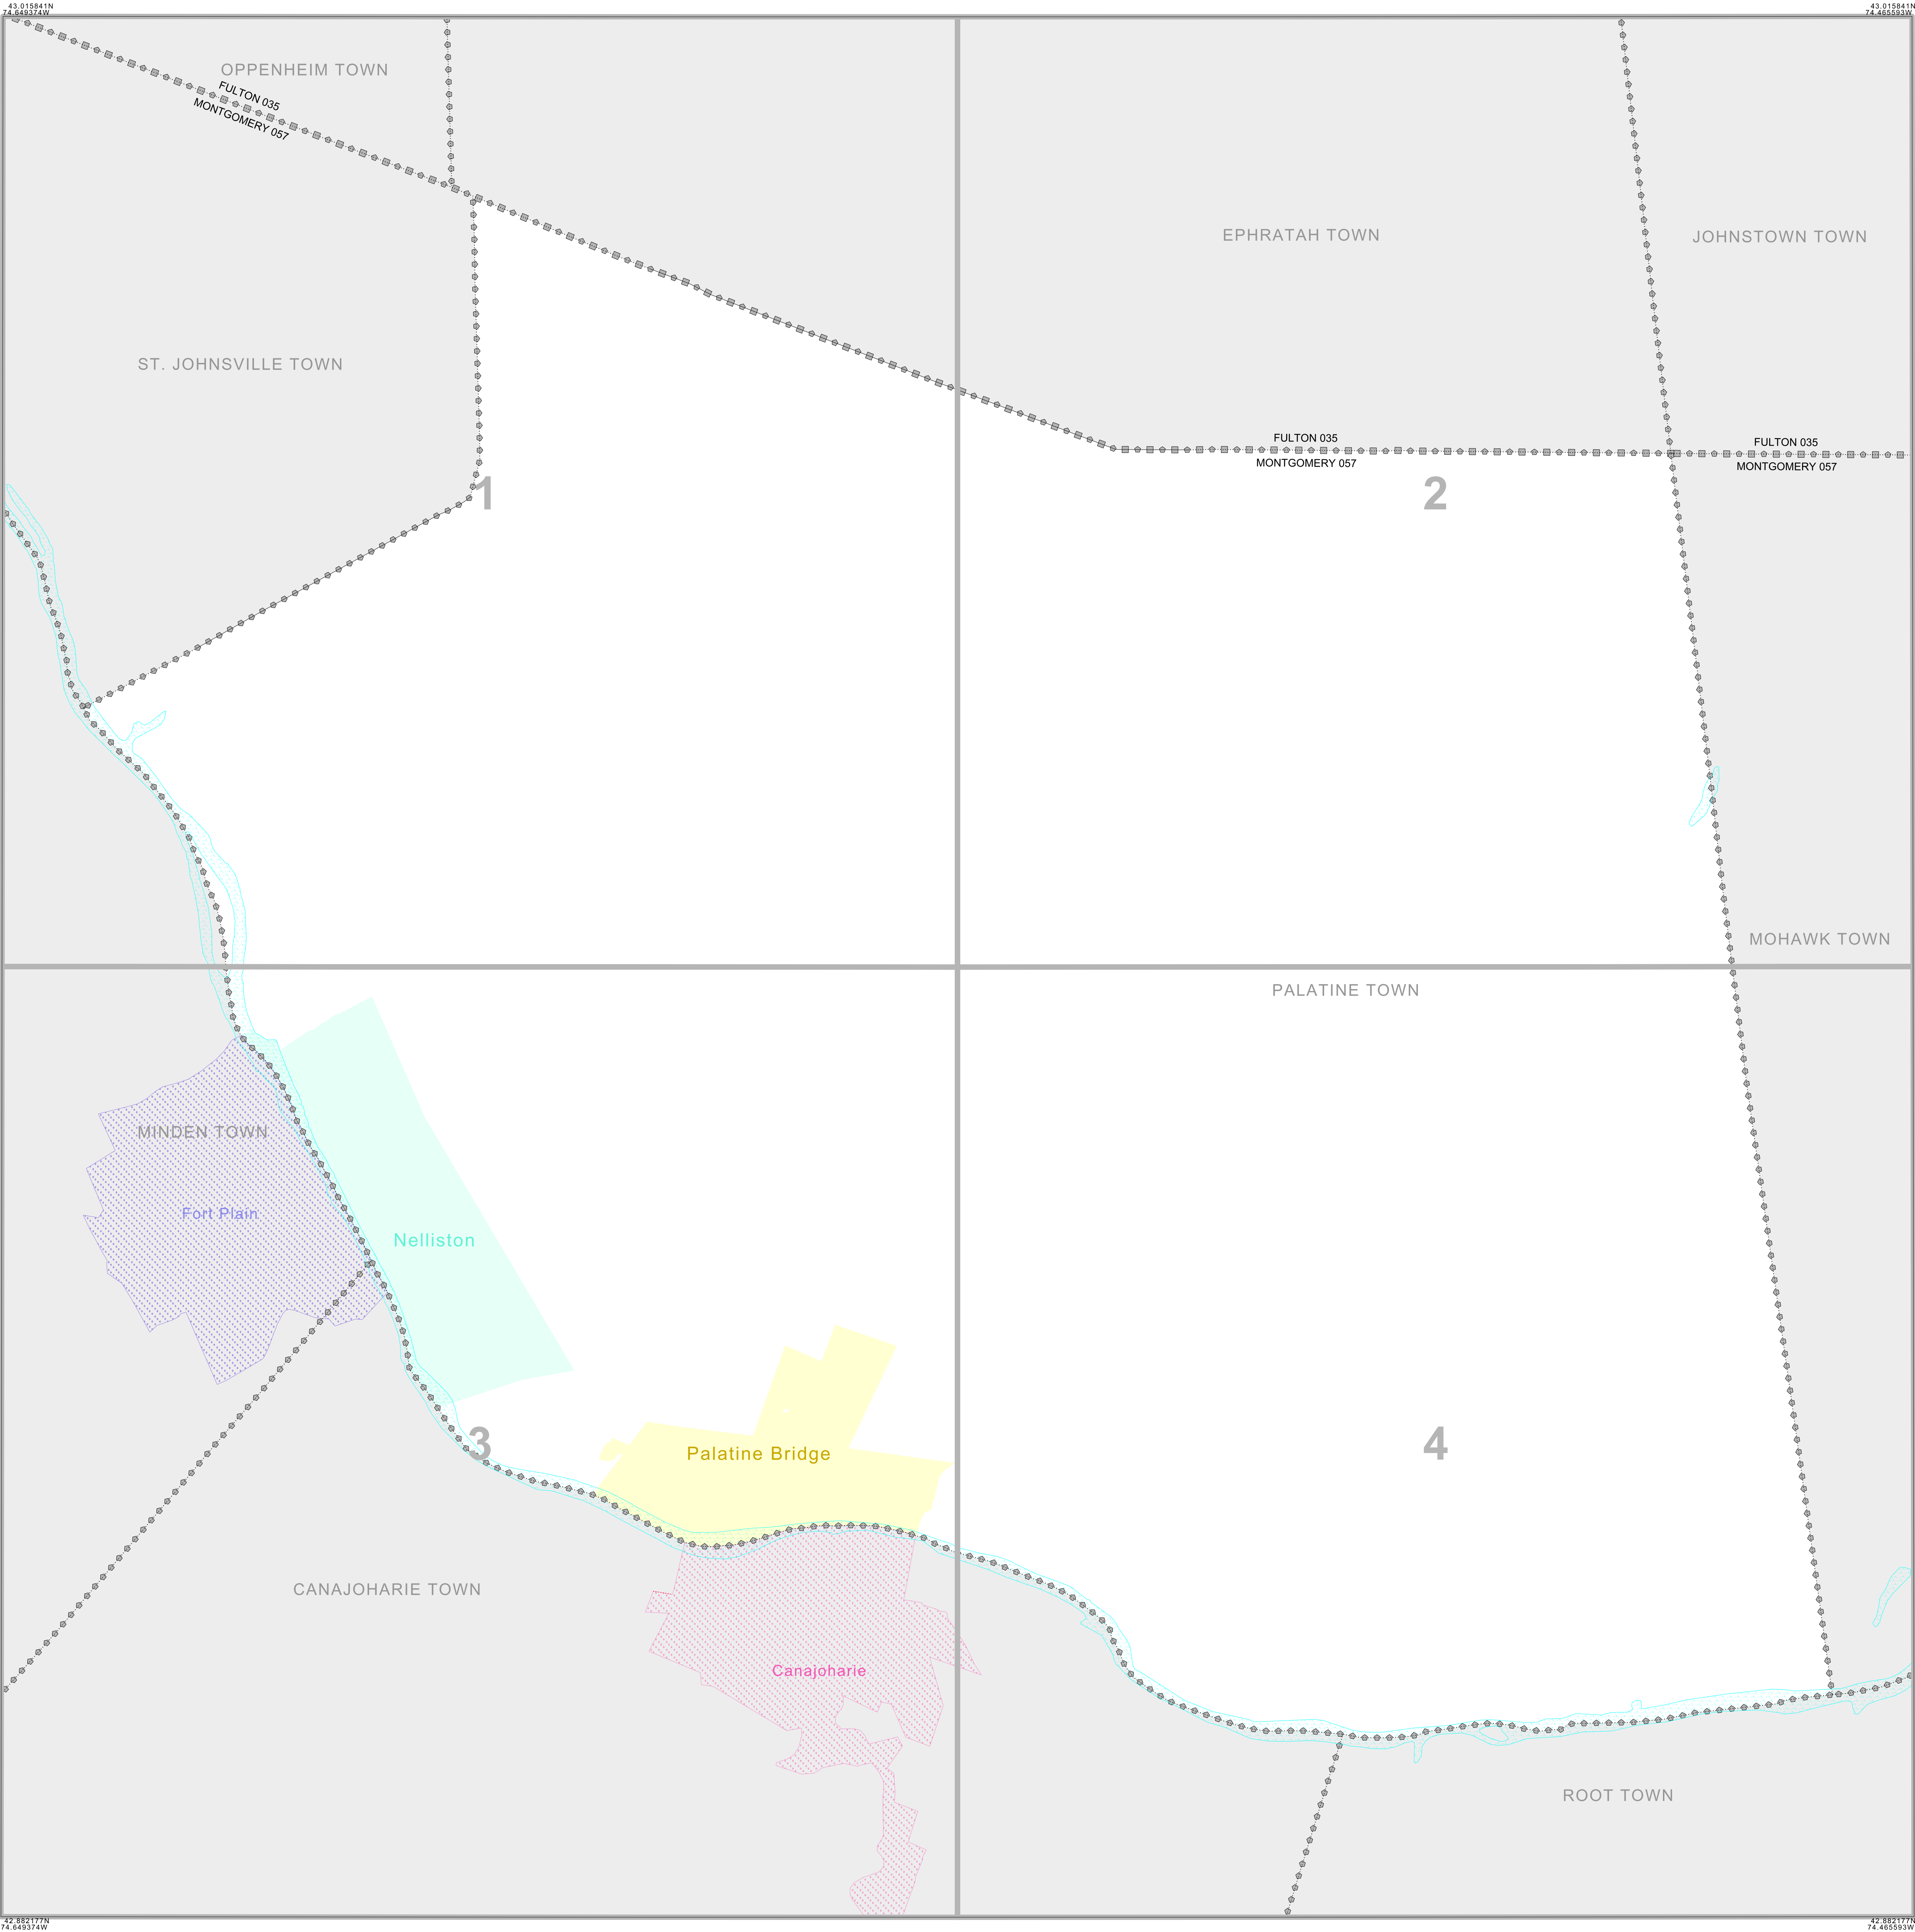 43.015841N
74.649374W
43.015841N
74.465593W
OPPENHEIM TOWN
FULTON 035
MONTGOMERY 057
EPHRATAH TOWN
JOHNSTOWN TOWN
ST. JOHNSVILLE TOWN
FULTON 035
MONTGOMERY 057
FULTON 035
MONTGOMERY 057
1
2
MOHAWK TOWN
PALATINE TOWN
MINDEN TOWN
Fort Plain
Nelliston
3
4
Palatine Bridge
CANAJOHARIE TOWN
Canajoharie
ROOT TOWN
42.882177N
74.649374W
42.882177N
74.465593W